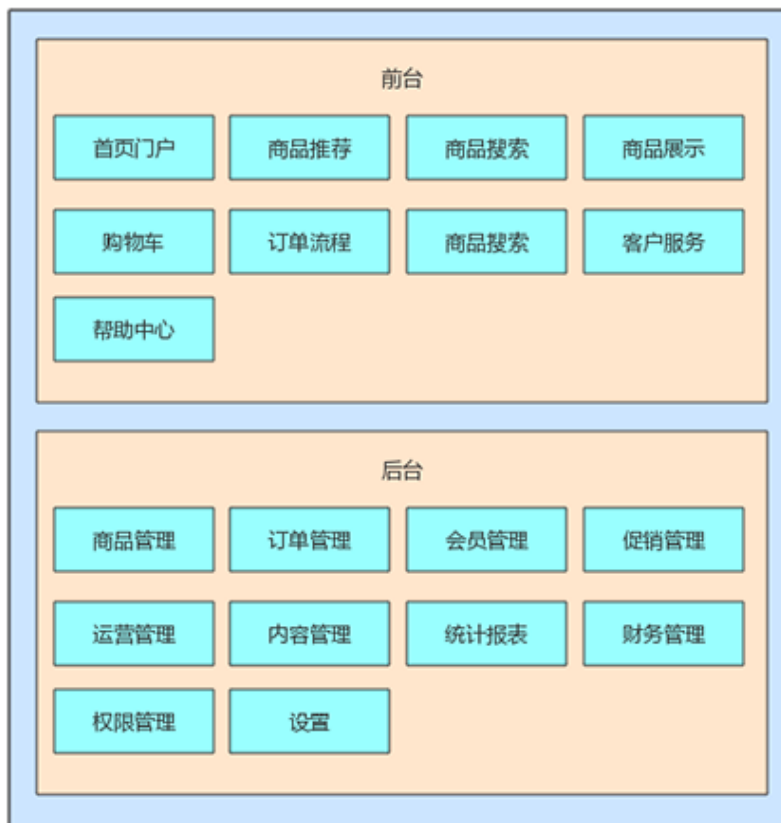 前台
首页门户 商品推荐 商品搜索 商品展示
购物车 订单流程 商品搜索 客户服务
帮助中心
后台
商品管理 订单管理 会员管理 促销管理
运营管理 内容管理 统计报表 财务管理
权限管理 设置